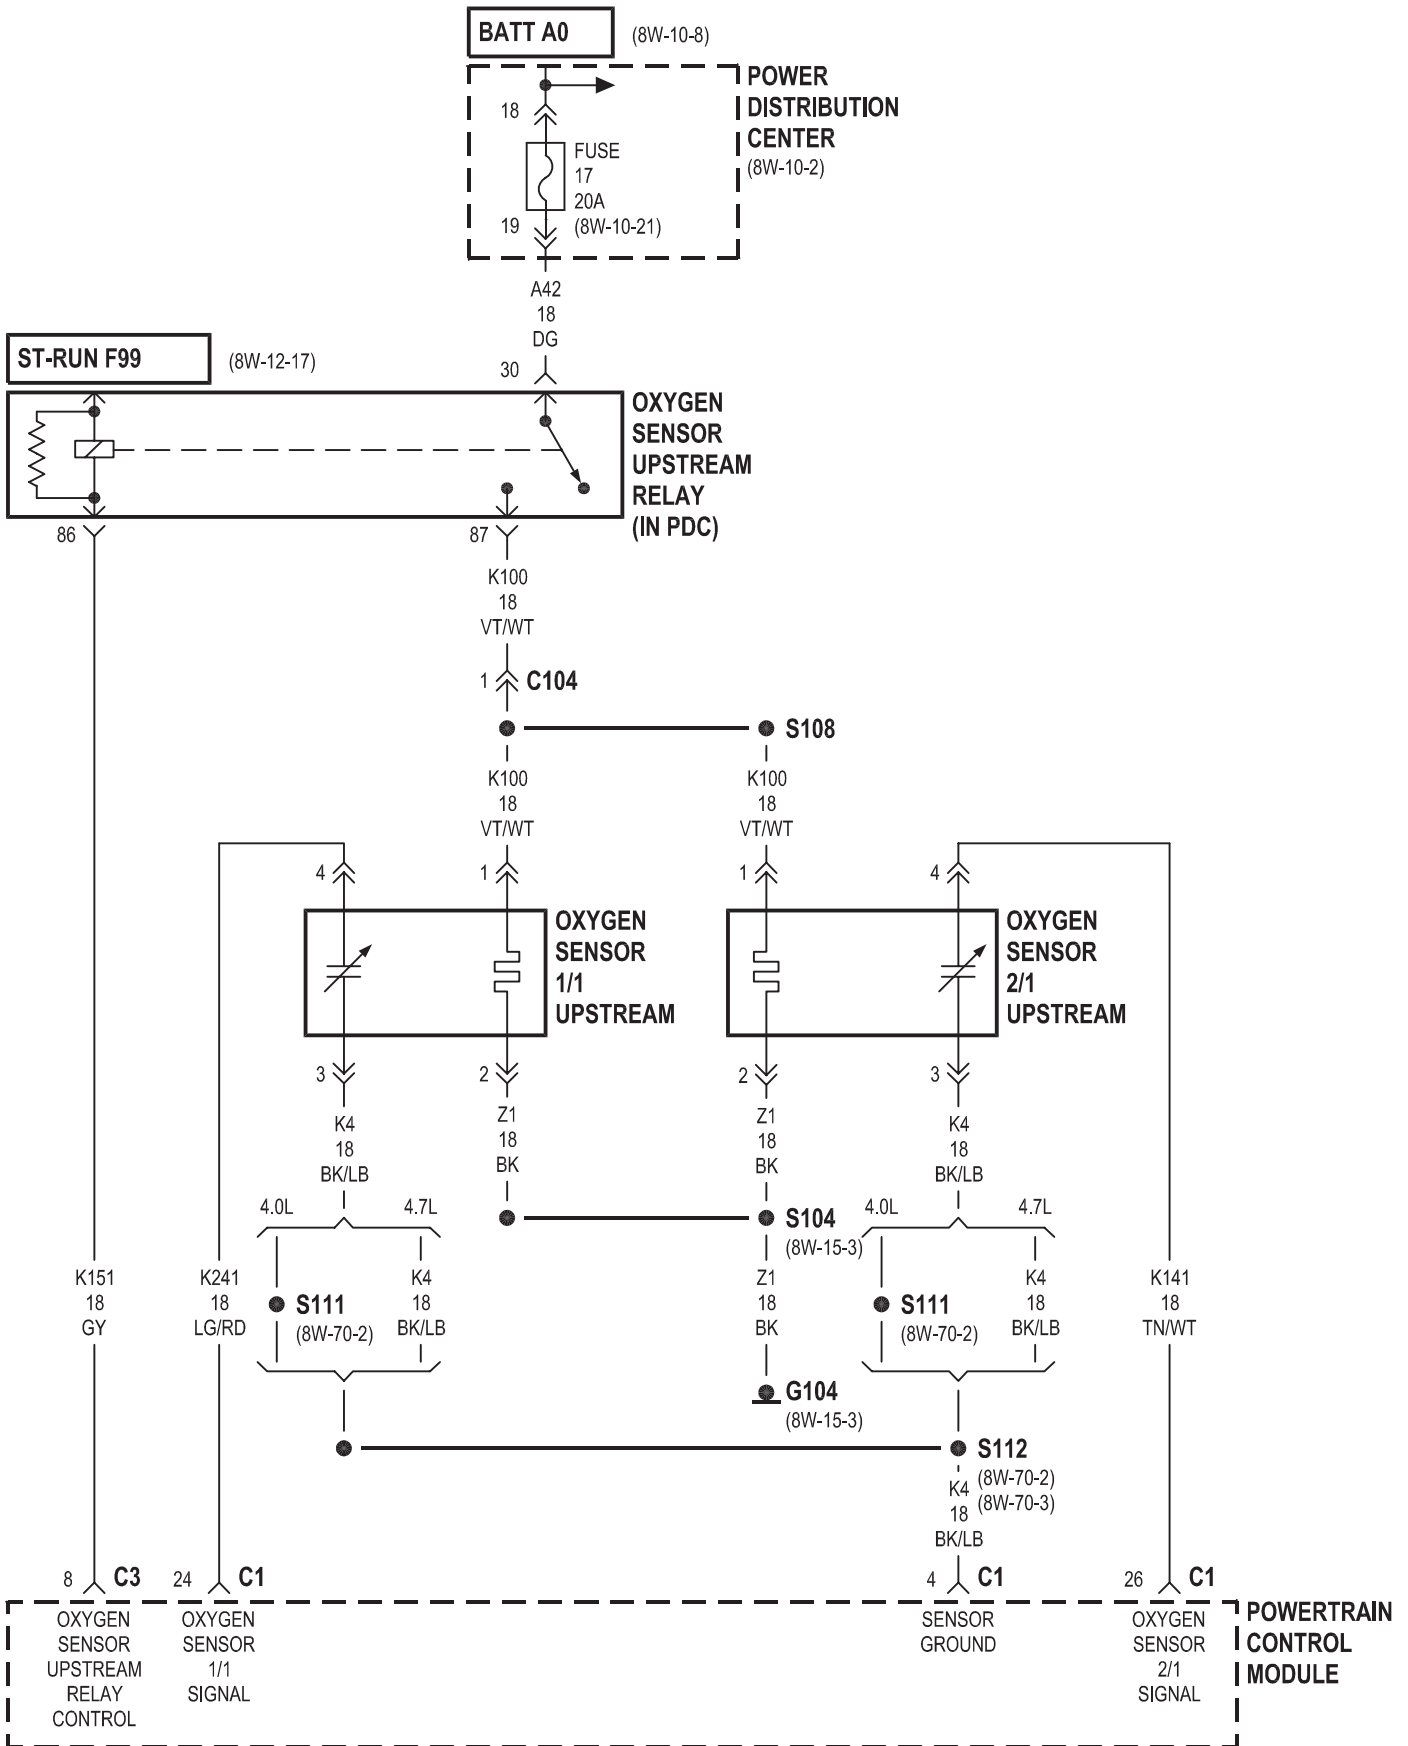 BATT A0
(8W-10-8)
POWER
DISTRIBUTION
CENTER
(8W-10-2)
18
FUSE
17
20A
(8W-10-21)
19
A42
18
DG
ST-RUN F99
(8W-12-17)
30
OXYGEN
SENSOR
UPSTREAM
RELAY
(IN PDC)
86
87
K100
18
VT/WT
1
C104
S108
K100
18
VT/WT
K100
18
VT/WT
4
1
1
4
OXYGEN
SENSOR
1/1
UPSTREAM
OXYGEN
SENSOR
2/1
UPSTREAM
3
2
2
3
K4
18
BK/LB
Z1
18
BK
Z1
18
BK
K4
18
BK/LB
4.0L
4.7L
S104
(8W-15-3)
4.0L
4.7L
K151
18
GY
K241
18
LG/RD
S111
(8W-70-2)
K4
18
BK/LB
Z1
18
BK
S111
(8W-70-2)
K4
18
BK/LB
K141
18
TN/WT
G104
(8W-15-3)
S112
(8W-70-2)
(8W-70-3)
K4
18
BK/LB
8
C3
24
C1
4
C1
26
C1
OXYGEN
SENSOR
UPSTREAM
RELAY
CONTROL
OXYGEN
SENSOR
1/1
SIGNAL
SENSOR
GROUND
OXYGEN
SENSOR
2/1
SIGNAL
POWERTRAIN
CONTROL
MODULE